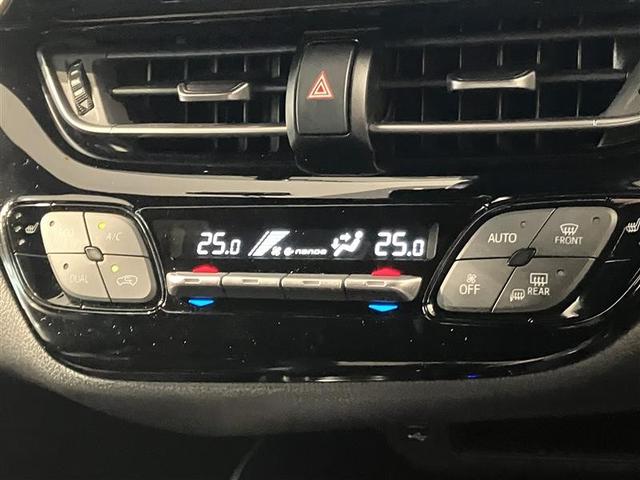 25.0 nanoe 25.0
A/C
DUAL
AUTO FRONT
OFF REAR